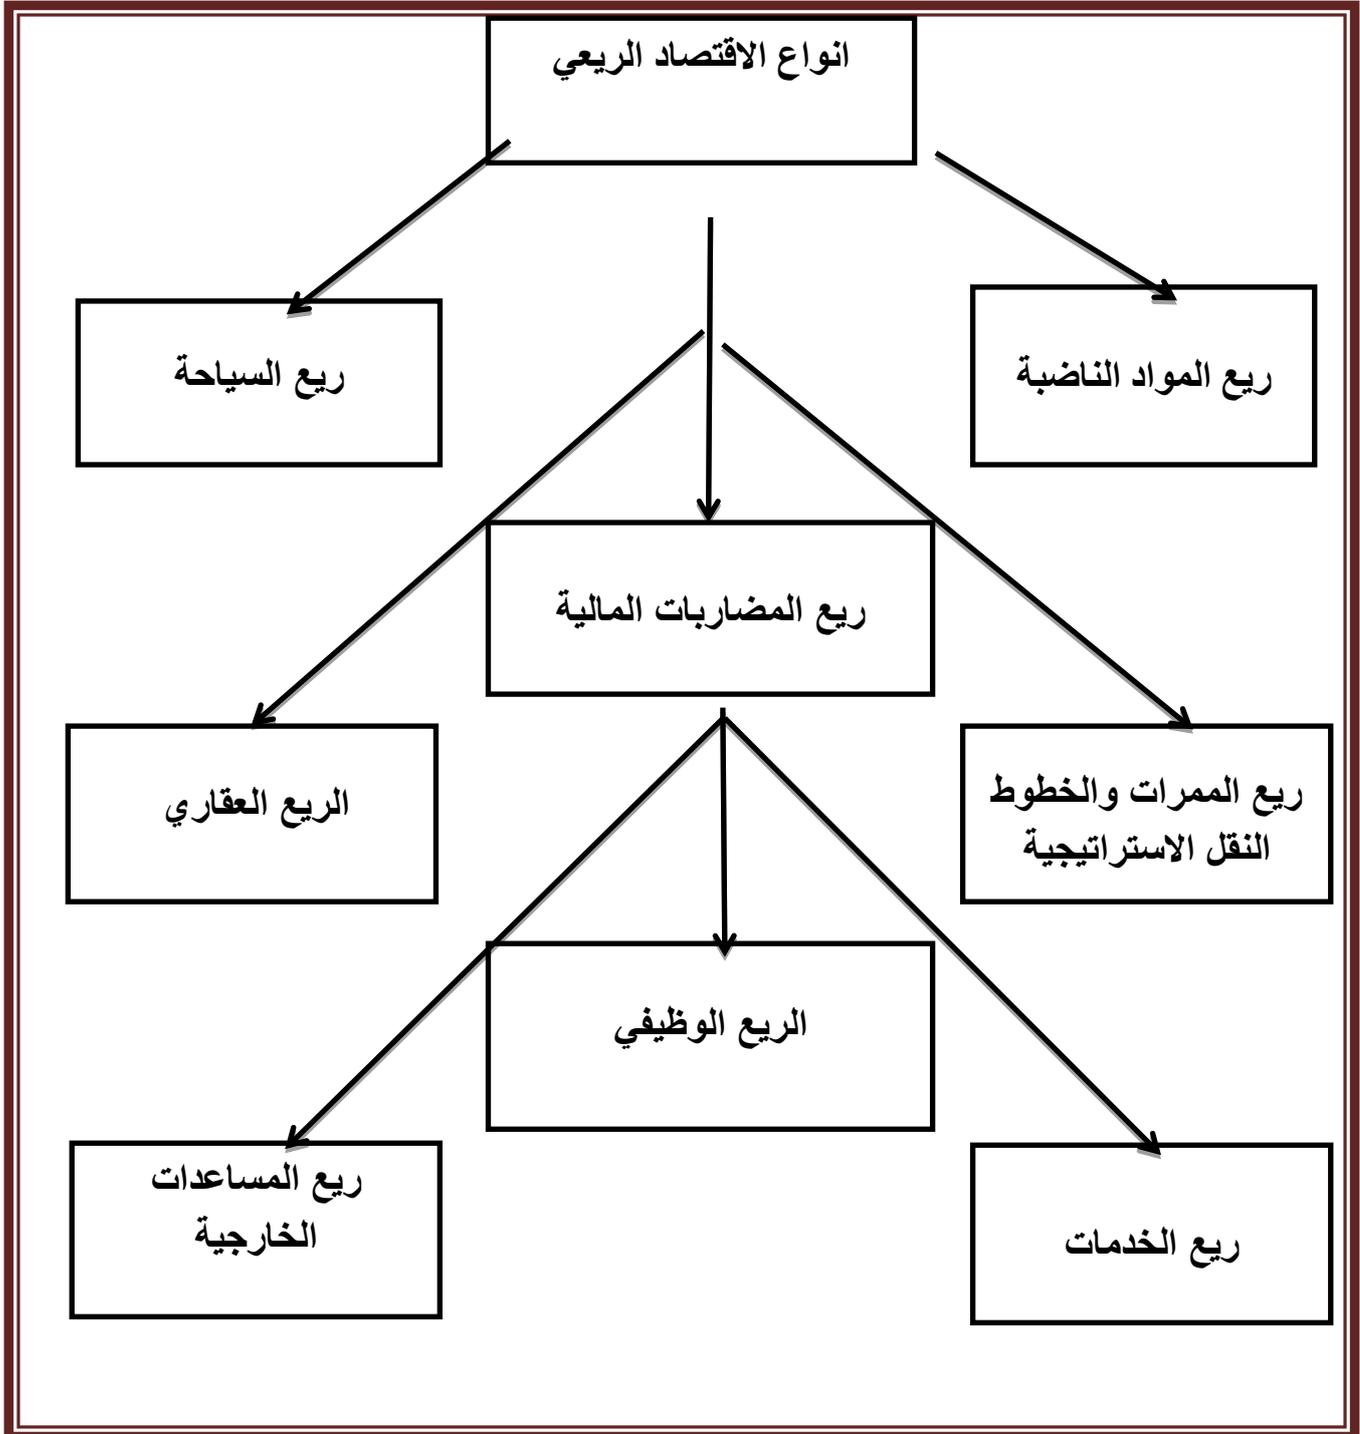 انواع الاقتصاد الريعي
ريع المواد الناضبة
ريع السياحة
ريع المضاربات المالية
ريع الممرات والخطوط
النقل الاستراتيجية
الريع العقاري
الريع الوظيفي
ريع الخدمات
ريع المساعدات
الخارجية